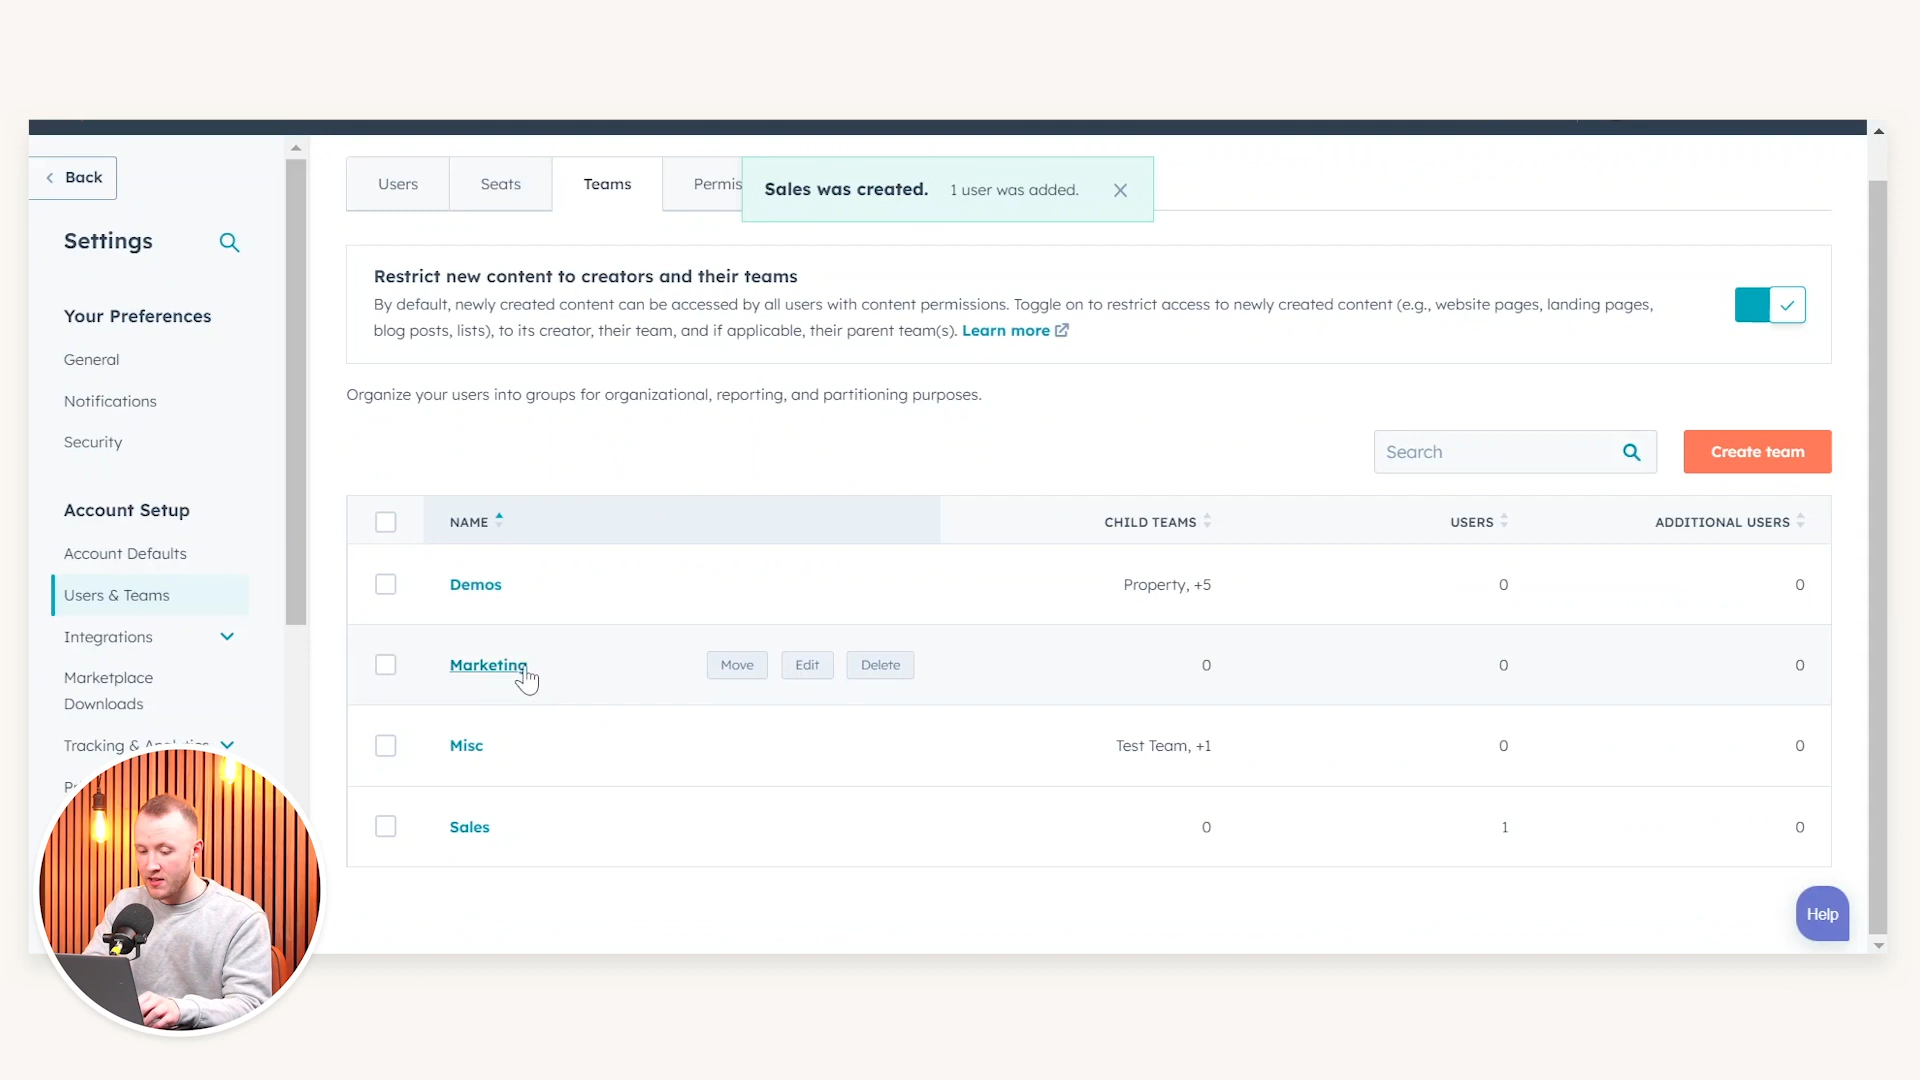 Back
Settings
Your Preferences
General
Notifications
Security
Account Setup
Account Defaults
Users & Teams
Integrations
Marketplace
Downloads
Tracking & Analytics
Users
Seats
Teams
Permis
Sales was created. 1 user was added.
Restrict new content to creators and their teams
By default, newly created content can be accessed by all users with content permissions. Toggle on to restrict access to newly created content (e.g., website pages, landing pages,
blog posts, lists), to its creator, their team, and if applicable, their parent team(s). Learn more
Organize your users into groups for organizational, reporting, and partitioning purposes.
Search
Create team
NAME CHILD TEAMS USERS ADDITIONAL USERS
Demos Property, +5 0 0
Marketing Move Edit Delete 0 0 0
Misc Test Team, +1 0 0
Sales 0 1 0
Help